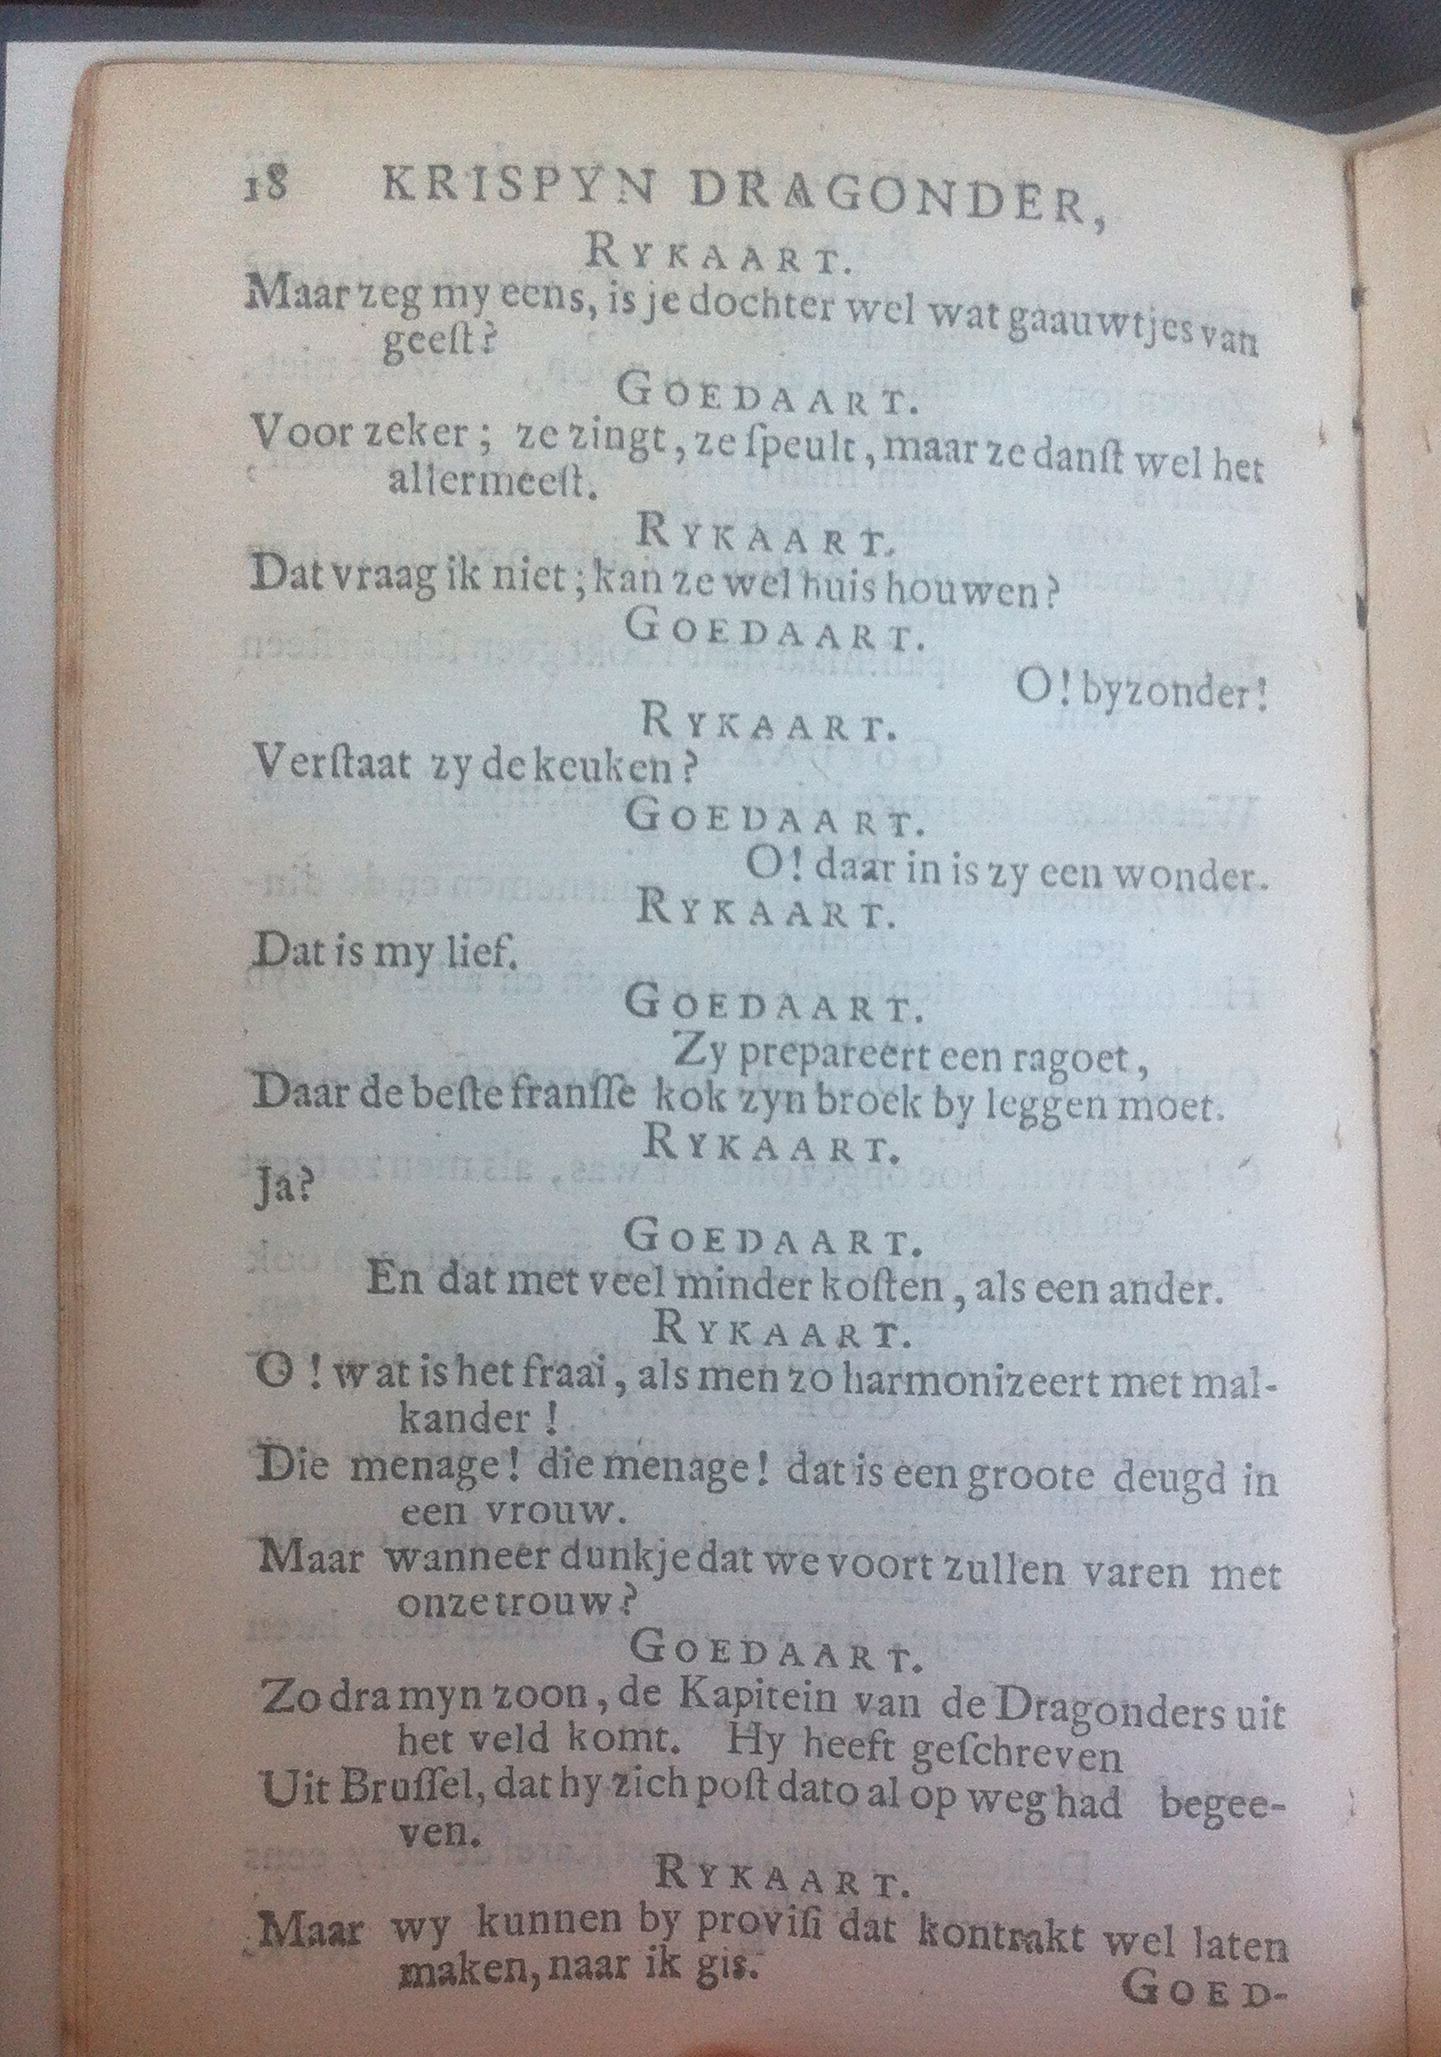 18 KRISPYN DRAGONDER,
RYKAART.
Maar zeg my eens, is je dochter wel wat gaauwtjes van
geeſt?
GOEDAART.
Voor zeker; ze zingt, ze ſpeult, maar ze danſt wel het
allermeeſt.
RYKAART.
Dat vraag ik niet; kan ze wel huis houwen?
GOEDAART.
O! byzonder!
RYKAART.
Verſtaat zy de keuken?
GOEDAART.
O! daar in is zy een wonder.
RYKAART.
Dat is my lief.
GOEDAART.
Zy prepareert een ragoet,
Daar de beſte franſſe kok zyn broek by leggen moet.
RYKAART.
Ja?
GOEDAART.
En dat met veel minder koſten, als een ander.
RYKAART.
O! wat is het fraai, als men zo harmonizeert met mal-
kander!
Die menage! die menage! dat is een groote deugd in
een vrouw.
Maar wanneer dunkje dat we voort zullen varen met
onze trouw?
GOEDAART.
Zo dra myn zoon, de Kapitein van de Dragonders uit
het veld komt. Hy heeft geſchreven
Uit Bruſſel, dat hy zich poſt dato al op weg had begee-
ven.
RYKAART.
Maar wy kunnen by proviſi dat kontrakt wel laten
maken, naar ik gis.
GOED-